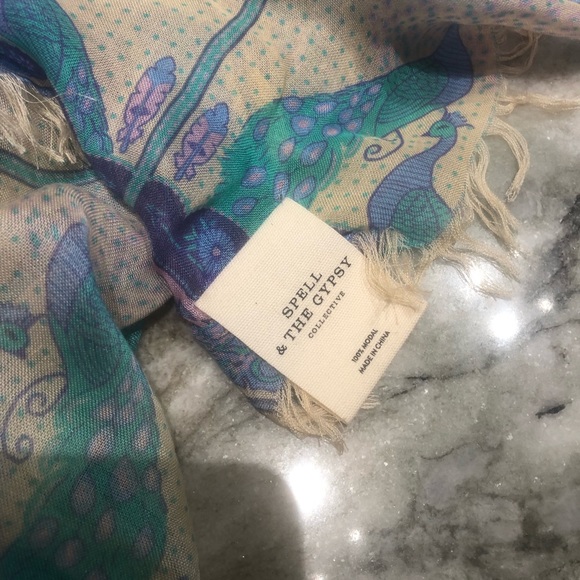 SPELL
& THE GYPSY
COLLECTIVE
100% MODAL
MADE IN CHINA